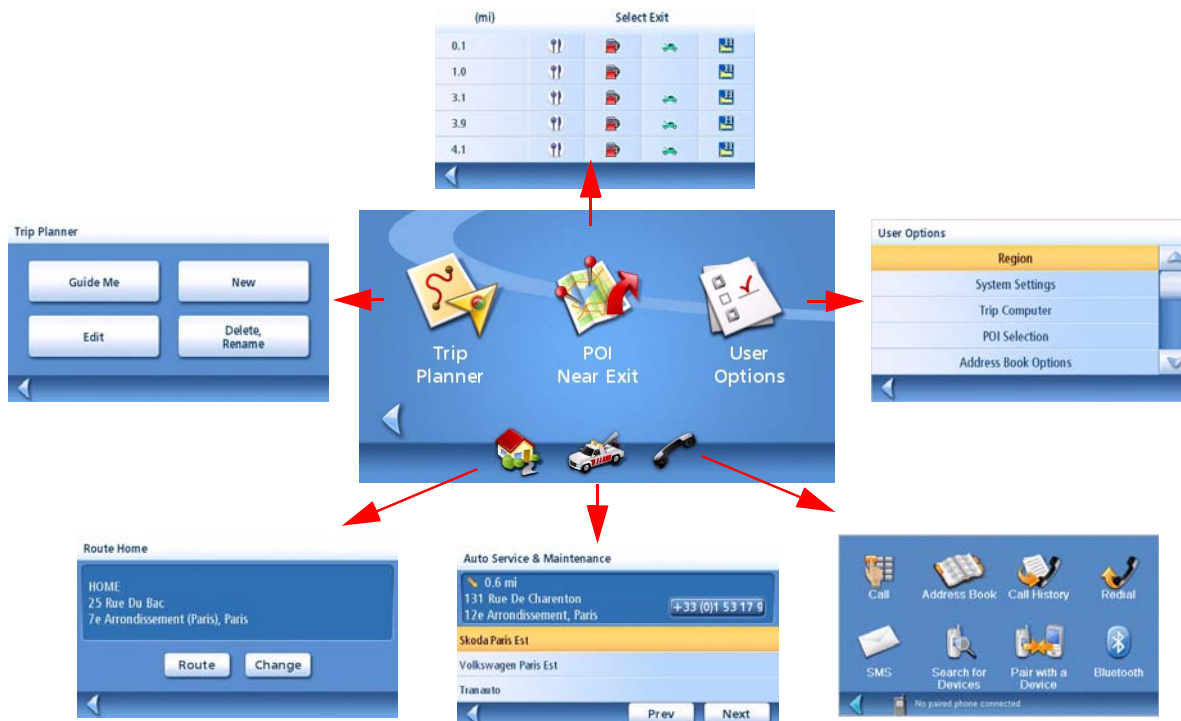 (mi) Select Exit
0.1
1.0
3.1
3.9
4.1
Trip Planner
Guide Me New
Edit Delete,
Rename
Trip
Planner
POI
Near Exit
User
Options
User Options
Region
System Settings
Trip Computer
POI Selection
Address Book Options
Route Home
HOME
25 Rue Du Bac
7e Arrondissement (Paris), Paris
Route Change
Auto Service & Maintenance
0.6 mi
131 Rue De Charenton
12e Arrondissement, Paris
+33 (0)1 53 17 9
Skoda Paris Est
Volkswagen Paris Est
Tranauto
Prev Next
Call Address Book Call History Redial
SMS
Search for
Devices
Pair with a
Device
Bluetooth
No paired phone connected